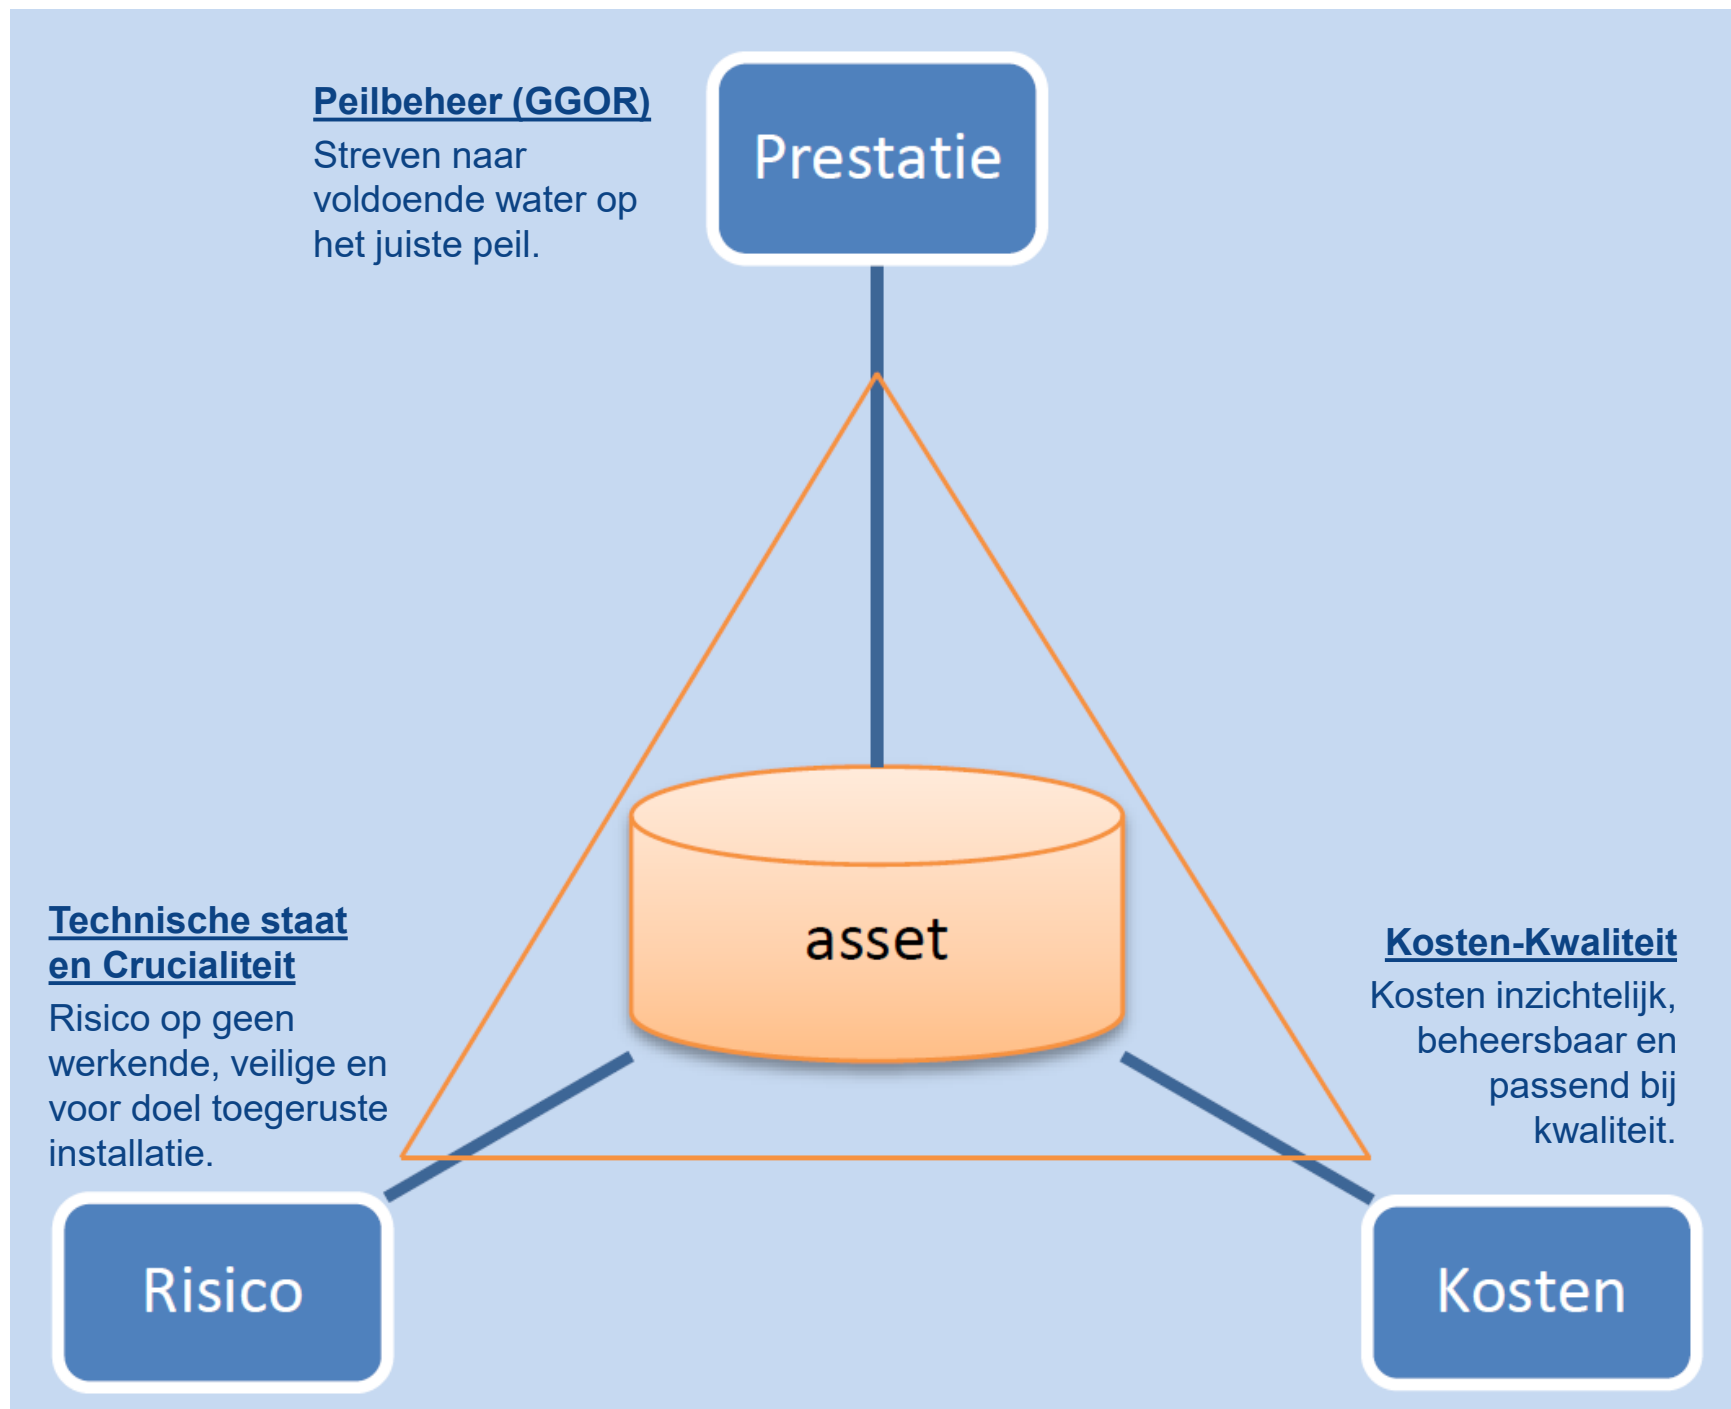 Peilbeheer (GGOR)
Streven naar
voldoende water op
het juiste peil.
Prestatie
asset
Technische staat
en Crucialiteit
Risico op geen
werkende, veilige en
voor doel toegeruste
installatie.
Kosten-Kwaliteit
Kosten inzichtelijk,
beheersbaar en
passend bij
kwaliteit.
Risico
Kosten